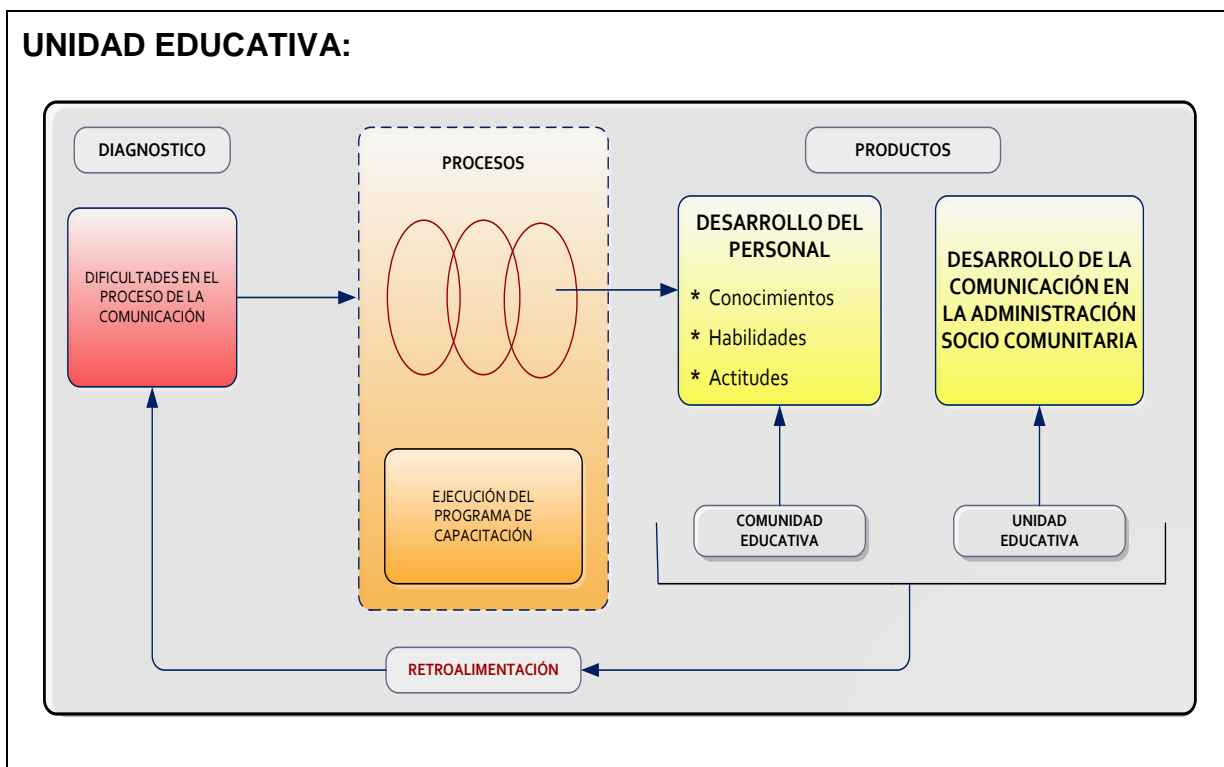 UNIDAD EDUCATIVA:
DIAGNOSTICO
DIFICULTADES EN EL
PROCESO DE LA
COMUNICACIÓN
PROCESOS
EJECUCIÓN DEL
PROGRAMA DE
CAPACITACIÓN
PRODUCTOS
DESARROLLO DEL
PERSONAL
* Conocimientos
* Habilidades
* Actitudes
DESARROLLO DE LA
COMUNICACIÓN EN
LA ADMINISTRACIÓN
SOCIO COMUNITARIA
COMUNIDAD
EDUCATIVA
UNIDAD
EDUCATIVA
RETROALIMENTACIÓN